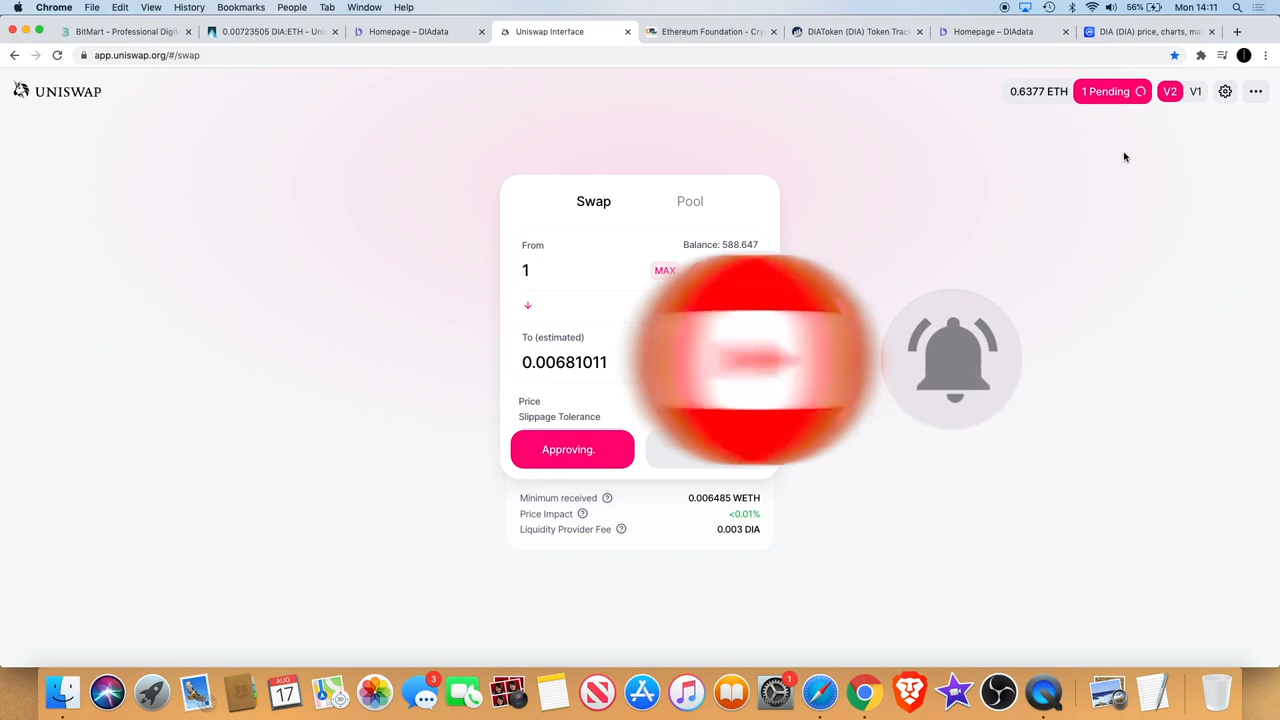 Chrome File Edit View History Bookmarks People Tab Window Help 56% Mon 14:11
BitMart - Professional Digit 0.00723505 DIA:ETH - Uni Homepage – DIAdata Uniswap Interface Ethereum Foundation - Cry DIAToken (DIA) Token Track Homepage – DIAdata DIA (DIA) price, charts, ma
app.uniswap.org/#/swap
UNISWAP 0.6377 ETH 1 Pending V2 V1
Swap Pool
From Balance: 588.647
1 MAX
To (estimated)
0.00681011
Price
Slippage Tolerance
Approving.
Minimum received 0.006485 WETH
Price Impact <0.01%
Liquidity Provider Fee 0.003 DIA
AUG
17
3
1